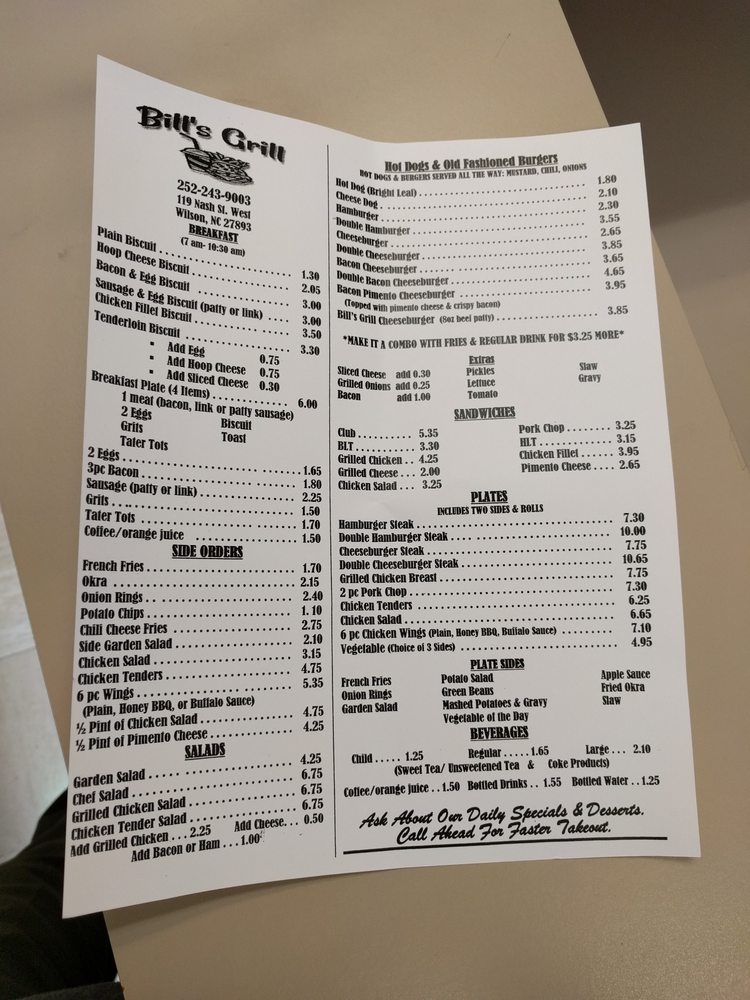 Bill's Grill
252-243-9003
119 Nash St. West
Wilson, NC 27893
BREAKFAST
(7 am- 10:30 am)
Plain Biscuit . . . 1.30
Hoop Cheese Biscuit . . . 2.05
Bacon & Egg Biscuit . . . 3.00
Sausage & Egg Biscuit (patty or link) . . . 3.00
Chicken Fillet Biscuit . . . 3.50
Tenderloin Biscuit . . . 3.30
▪ Add Egg 0.75
▪ Add Hoop Cheese 0.75
▪ Add Sliced Cheese 0.30
Breakfast Plate (4 Items) . . . 6.00
1 meat (bacon, link or patty sausage)
2 Eggs Biscuit
Grits Toast
Tater Tots
2 Eggs . . . 1.65
3pc Bacon . . . 1.80
Sausage (patty or link) . . . 2.25
Grits . . . 1.50
Tater Tots . . . 1.70
Coffee/orange juice . . . 1.50
SIDE ORDERS
French Fries . . . 1.70
Okra . . . 2.15
Onion Rings . . . 2.40
Potato Chips . . . 1. 10
Chili Cheese Fries . . . 2.75
Side Garden Salad . . . 2.10
Chicken Salad . . . 3.15
Chicken Tenders . . . 4.75
6 pc Wings . . . 5.35
(Plain, Honey BBQ, or Buffalo Sauce)
½ Pint of Chicken Salad . . . 4.75
½ Pint of Pimento Cheese . . . 4.25
SALADS
Garden Salad . . . 4.25
Chef Salad . . . 6.75
Grilled Chicken Salad . . . 6.75
Chicken Tender Salad . . . 6.75
Add Grilled Chicken . . . 2.25 Add Cheese. . . 0.50
Add Bacon or Ham . . . 1.00
Hot Dogs & Old Fashioned Burgers
HOT DOGS & BURGERS SERVED ALL THE WAY: MUSTARD, CHILI, ONIONS
Hot Dog (Bright Leaf) . . . 1.80
Cheese Dog . . . 2.10
Hamburger . . . 2.30
Double Hamburger . . . 3.55
Cheeseburger . . . 2.65
Double Cheeseburger . . . 3.85
Bacon Cheeseburger . . . 3.65
Double Bacon Cheeseburger . . . 4.65
Bacon Pimento Cheeseburger . . . 3.95
(Topped with pimento cheese & crispy bacon)
Bill's Grill Cheeseburger (8oz beef patty) . . . 3.85
*MAKE IT A COMBO WITH FRIES & REGULAR DRINK FOR $3.25 MORE*
Extras
Sliced Cheese add 0.30 Pickles Slaw
Grilled Onions add 0.25 Lettuce Gravy
Bacon add 1.00 Tomato
SANDWICHES
Club . . . 5.35 Pork Chop . . . 3.25
BLT . . . 3.30 HLT . . . 3.15
Grilled Chicken . . 4.25 Chicken Fillet . . . 3.95
Grilled Cheese . . . 2.00 Pimento Cheese . . . . 2.65
Chicken Salad . . . 3.25
PLATES
INCLUDES TWO SIDES & ROLLS
Hamburger Steak . . . 7.30
Double Hamburger Steak . . . 10.00
Cheeseburger Steak . . . 7.75
Double Cheeseburger Steak . . . 10.65
Grilled Chicken Breast . . . 7.75
2 pc Pork Chop . . . 7.30
Chicken Tenders . . . 6.25
Chicken Salad . . . 6.65
6 pc Chicken Wings (Plain, Honey BBQ, Buffalo Sauce) . . . 7.10
Vegetable (Choice of 3 Sides) . . . 4.95
PLATE SIDES
French Fries Potato Salad Apple Sauce
Onion Rings Green Beans Fried Okra
Garden Salad Mashed Potatoes & Gravy Slaw
Vegetable of the Day
BEVERAGES
Child . . . . . 1.25 Regular . . . . . 1.65 Large . . . 2.10
(Sweet Tea/ Unsweetened Tea & Coke Products)
Coffee/orange juice . . 1.50 Bottled Drinks . . 1.55 Bottled Water . . 1.25
Ask About Our Daily Specials & Desserts.
Call Ahead For Faster Takeout.